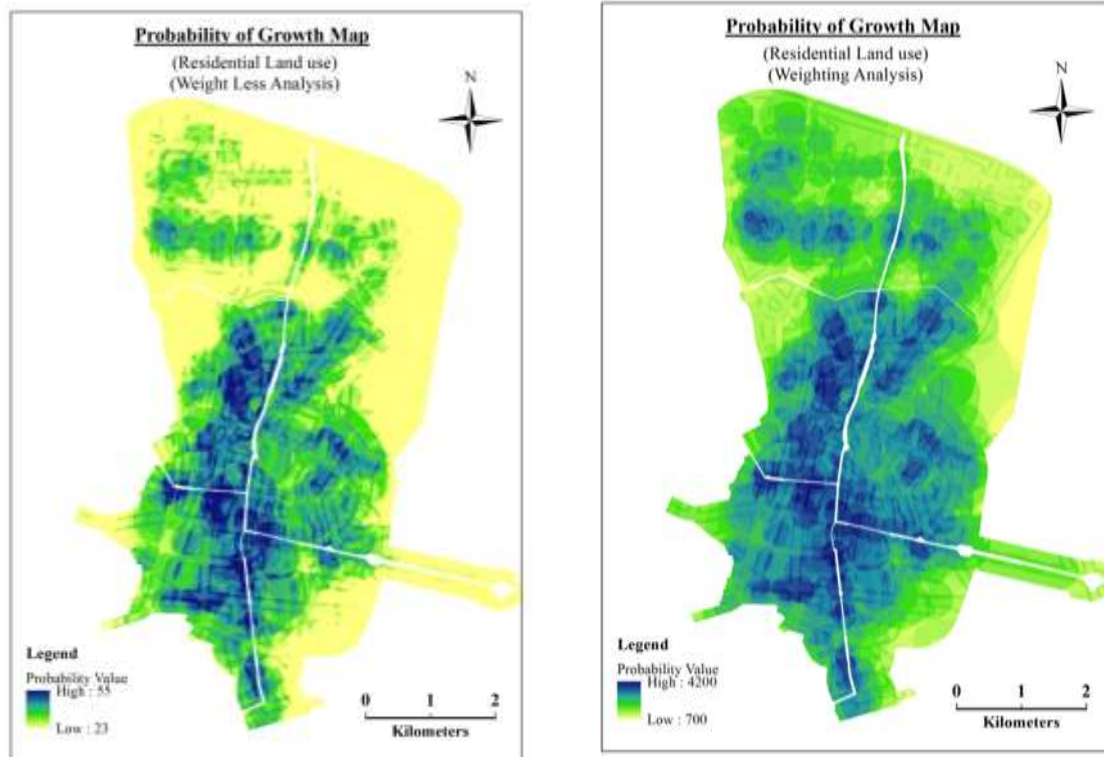 Probability of Growth Map
(Residential Land use)
(Weight Less Analysis)
N
Legend
Probability Value
High : 55
Low : 23
0 1 2
Kilometers
Probability of Growth Map
(Residential Land use)
(Weighting Analysis)
N
Legend
Probability Value
High : 4200
Low : 700
0 1 2
Kilometers